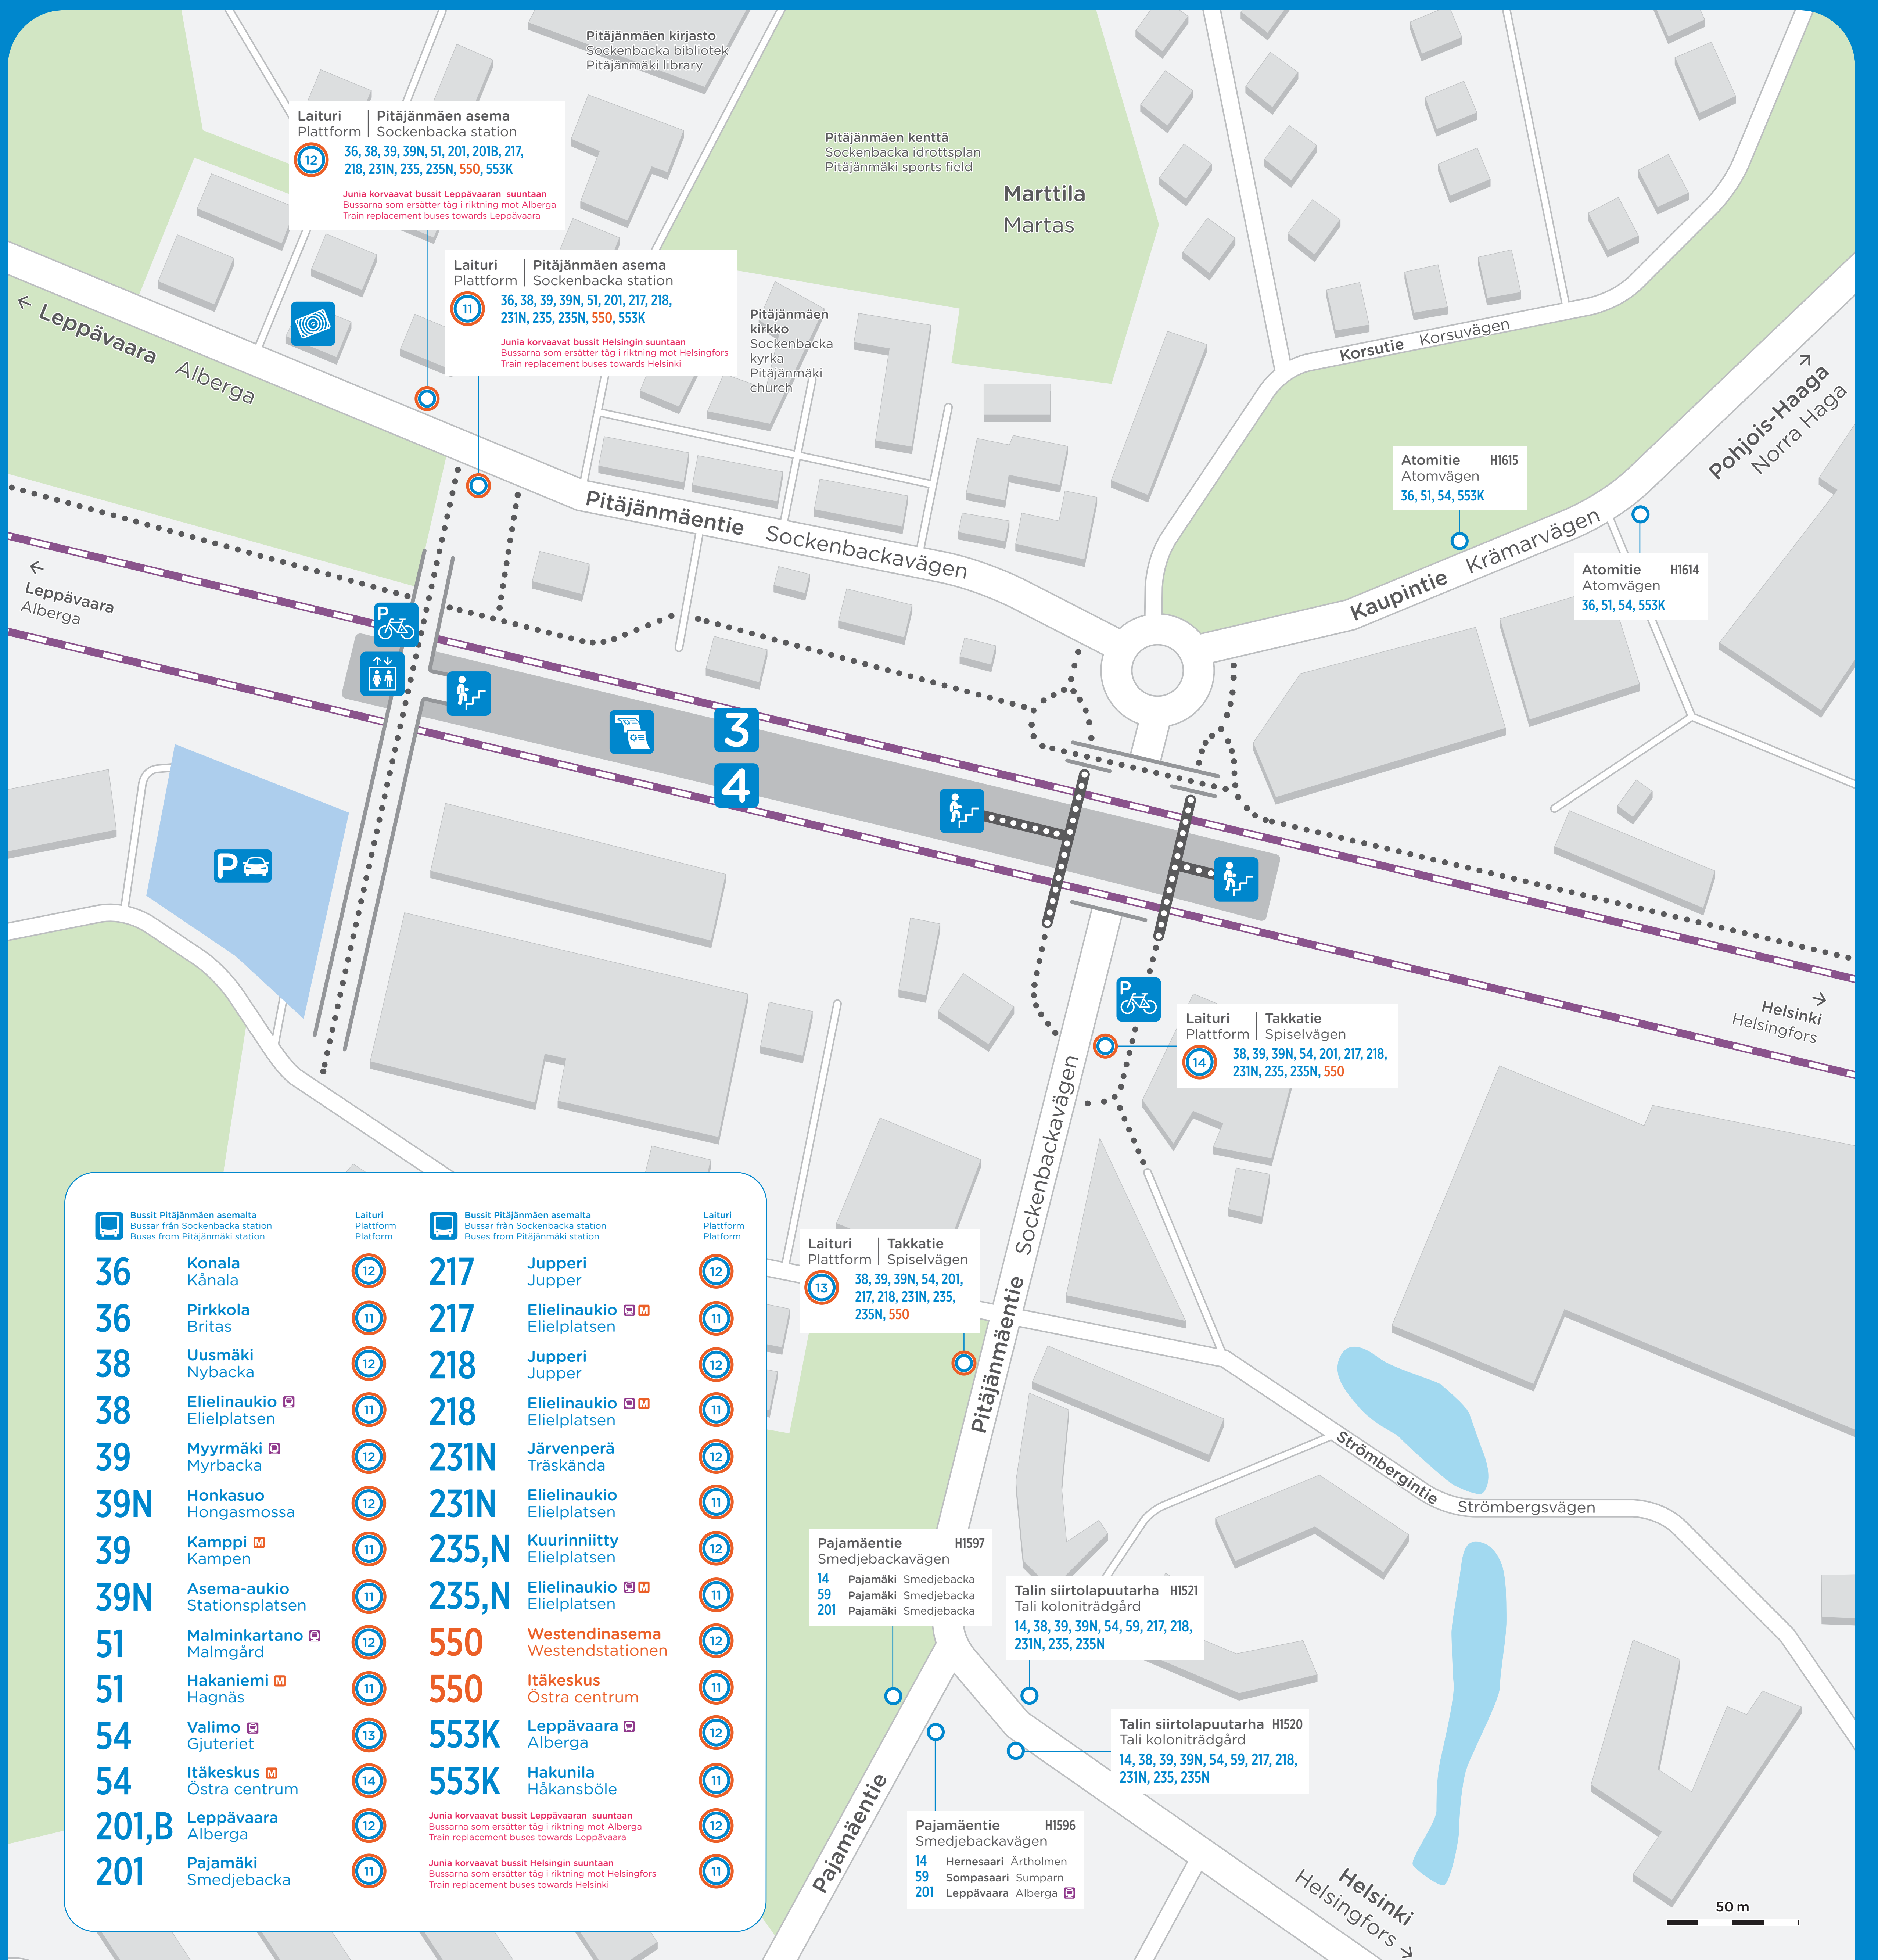 Pitäjänmäen kirjasto
Sockenbacka bibliotek
Pitäjänmäki library
Laituri
Plattform
Pitäjänmäen asema
Sockenbacka station
12
36, 38, 39, 39N, 51, 201, 201B, 217,
218, 231N, 235, 235N, 550, 553K
Junia korvaavat bussit Leppävaaran suuntaan
Bussarna som ersätter tåg i riktning mot Alberga
Train replacement buses towards Leppävaara
Pitäjänmäen kenttä
Sockenbacka idrottsplan
Pitäjänmäki sports field
Marttila
Martas
Laituri
Plattform
Pitäjänmäen asema
Sockenbacka station
11
36, 38, 39, 39N, 51, 201, 217, 218,
231N, 235, 235N, 550, 553K
Junia korvaavat bussit Helsingin suuntaan
Bussarna som ersätter tåg i riktning mot Helsingfors
Train replacement buses towards Helsinki
Pitäjänmäen
kirkko
Sockenbacka
kyrka
Pitäjänmäki
church
← Leppävaara Alberga
Korsutie Korsuvägen
→
Pohjois-Haaga
Norra Haga
Atomitie H1615
Atomvägen
36, 51, 54, 553K
Pitäjänmäentie Sockenbackavägen
Kaupintie Krämarvägen
Atomitie H1614
Atomvägen
36, 51, 54, 553K
←
Leppävaara
Alberga
P
3
4
P
P
→
Helsinki
Helsingfors
Laituri
Plattform
Takkatie
Spiselvägen
14
38, 39, 39N, 54, 201, 217, 218,
231N, 235, 235N, 550
Pitäjänmäentie Sockenbackavägen
Laituri
Plattform
Takkatie
Spiselvägen
13
38, 39, 39N, 54, 201,
217, 218, 231N, 235,
235N, 550
Strömbergintie Strömbergsvägen
Pajamäentie H1597
Smedjebackavägen
14 Pajamäki Smedjebacka
59 Pajamäki Smedjebacka
201 Pajamäki Smedjebacka
Talin siirtolapuutarha H1521
Tali koloniträdgård
14, 38, 39, 39N, 54, 59, 217, 218,
231N, 235, 235N
Talin siirtolapuutarha H1520
Tali koloniträdgård
14, 38, 39, 39N, 54, 59, 217, 218,
231N, 235, 235N
Pajamäentie
Pajamäentie H1596
Smedjebackavägen
14 Hernesaari Ärtholmen
59 Sompasaari Sumparn
201 Leppävaara Alberga
Helsinki
Helsingfors →
50 m
Bussit Pitäjänmäen asemalta
Bussar från Sockenbacka station
Buses from Pitäjänmäki station
Laituri
Plattform
Platform
36 Konala 12
Kånala
36 Pirkkola 11
Britas
38 Uusmäki 12
Nybacka
38 Elielinaukio 11
Elielplatsen
39 Myyrmäki 12
Myrbacka
39N Honkasuo 12
Hongasmossa
39 Kamppi M 11
Kampen
39N Asema-aukio 11
Stationsplatsen
51 Malminkartano 12
Malmgård
51 Hakaniemi M 11
Hagnäs
54 Valimo 13
Gjuteriet
54 Itäkeskus M 14
Östra centrum
201,B Leppävaara 12
Alberga
201 Pajamäki 11
Smedjebacka
Bussit Pitäjänmäen asemalta
Bussar från Sockenbacka station
Buses from Pitäjänmäki station
Laituri
Plattform
Platform
217 Jupperi 12
Jupper
217 Elielinaukio M 11
Elielplatsen
218 Jupperi 12
Jupper
218 Elielinaukio M 11
Elielplatsen
231N Järvenperä 12
Träskända
231N Elielinaukio 11
Elielplatsen
235,N Kuurinniitty 12
Elielplatsen
235,N Elielinaukio M 11
Elielplatsen
550 Westendinasema 12
Westendstationen
550 Itäkeskus 11
Östra centrum
553K Leppävaara 12
Alberga
553K Hakunila 11
Håkansböle
Junia korvaavat bussit Leppävaaran suuntaan
Bussarna som ersätter tåg i riktning mot Alberga 12
Train replacement buses towards Leppävaara
Junia korvaavat bussit Helsingin suuntaan
Bussarna som ersätter tåg i riktning mot Helsingfors 11
Train replacement buses towards Helsinki